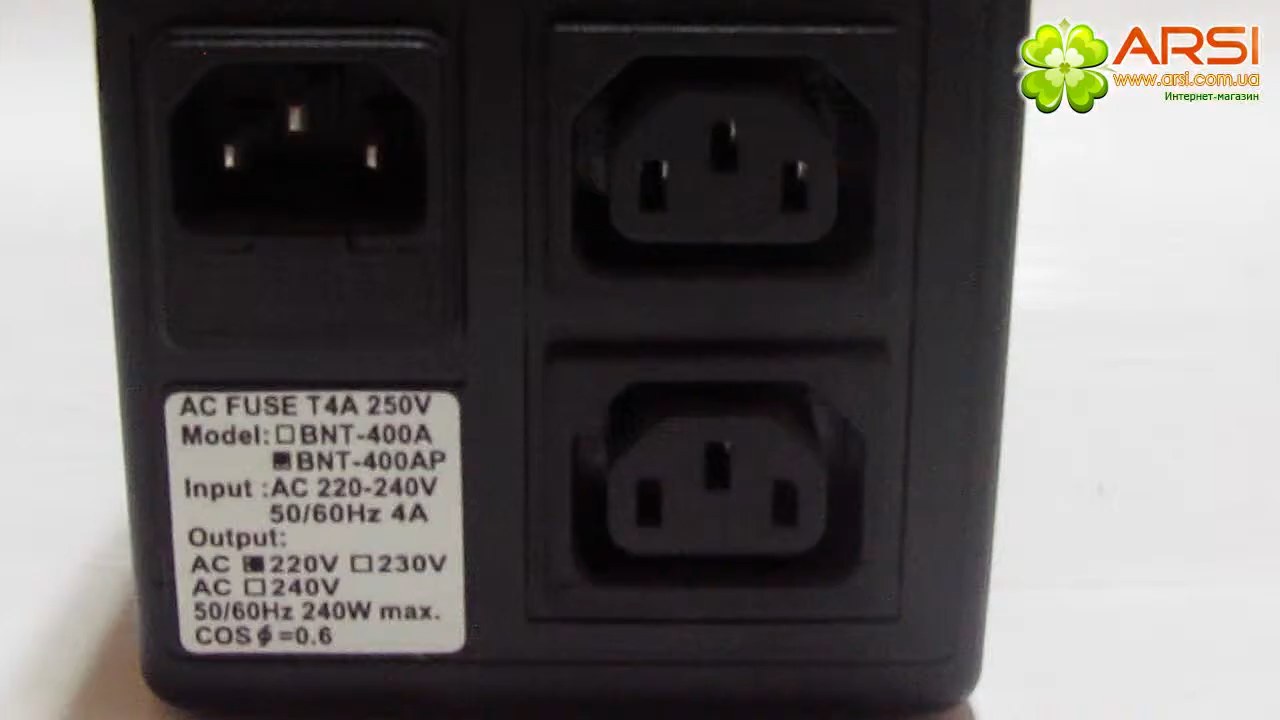 ARSI
www.arsi.com.ua
Интернет-магазин
AC FUSE T4A 250V
Model: ☐BNT-400A
■BNT-400AP
Input :AC 220-240V
50/60Hz 4A
Output:
AC ■220V ☐230V
AC ☐240V
50/60Hz 240W max.
COS ϕ =0.6